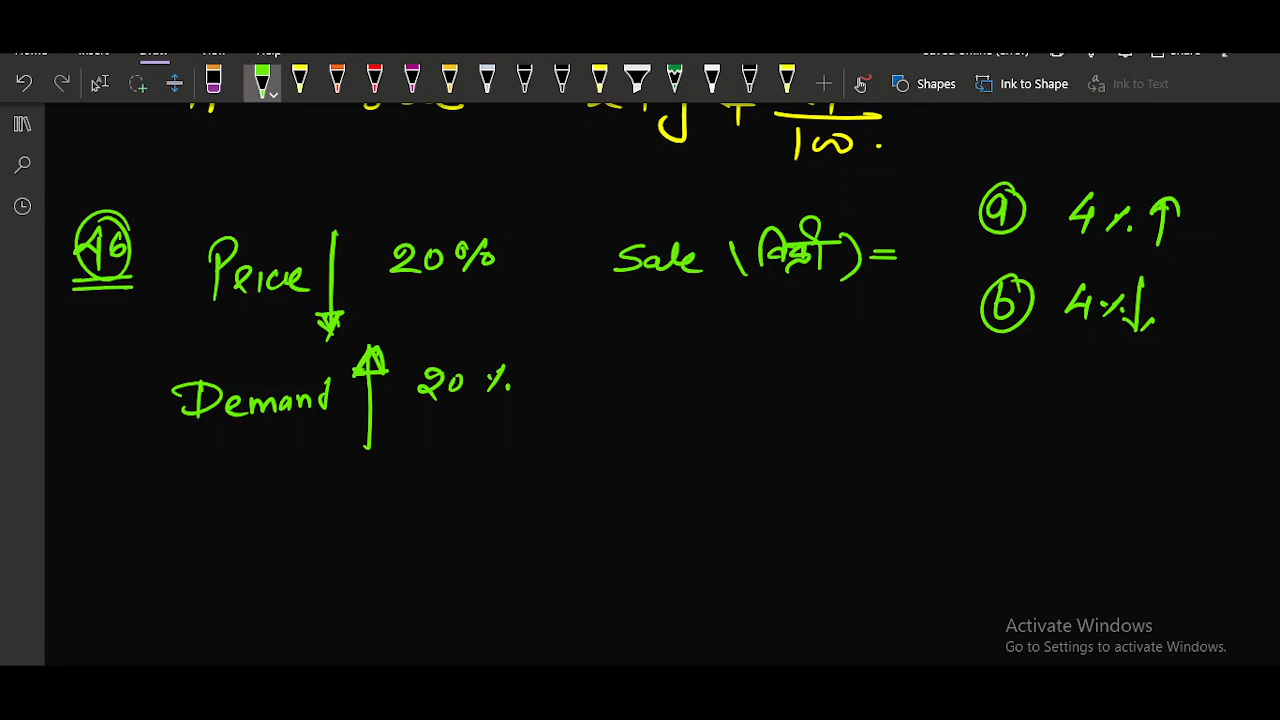 Shapes Ink to Shape Ink to Text
x + y +
100 .
46 Price ↓ 20% Sale (बिक्री) = a 4% ↑
b 4% ↓
Demand ↑ 20 %
Activate Windows
Go to Settings to activate Windows.